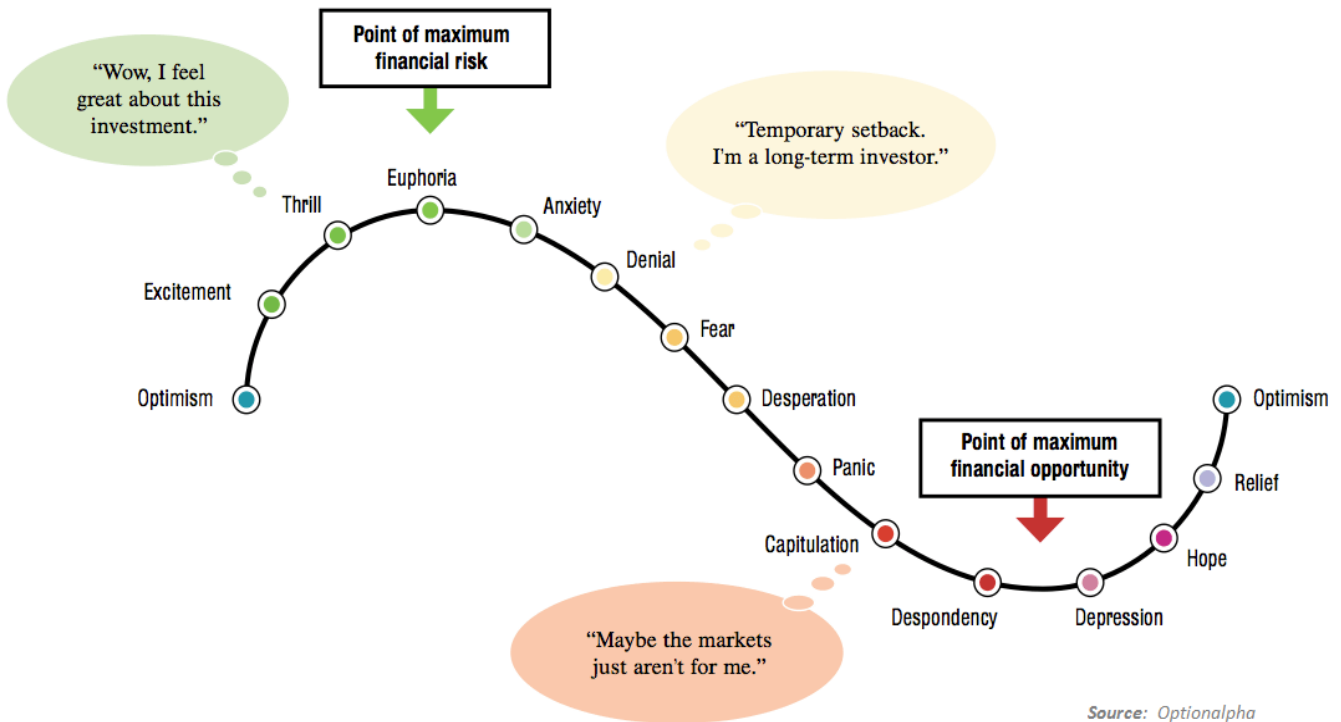 Point of maximum
financial risk
“Wow, I feel
great about this
investment.”
“Temporary setback.
I'm a long-term investor.”
Euphoria
Thrill
Anxiety
Denial
Excitement
Fear
Optimism
Desperation
Optimism
Point of maximum
financial opportunity
Panic
Relief
Capitulation
Hope
Despondency
Depression
“Maybe the markets
just aren't for me.”
Source: Optionalpha